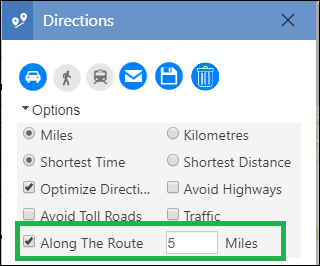 Directions
Options
Miles Kilometres
Shortest Time Shortest Distance
Optimize Directi... Avoid Highways
Avoid Toll Roads Traffic
Along The Route 5 Miles